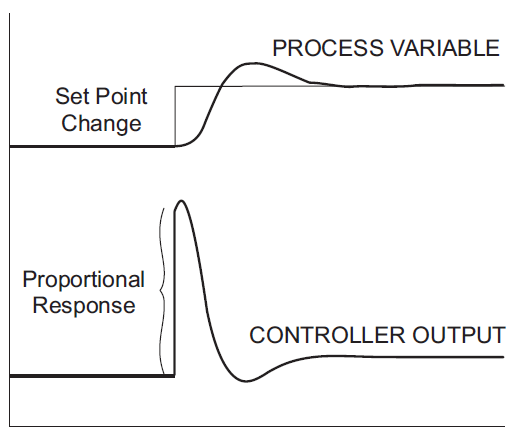 PROCESS VARIABLE
Set Point
Change
Proportional
Response
CONTROLLER OUTPUT